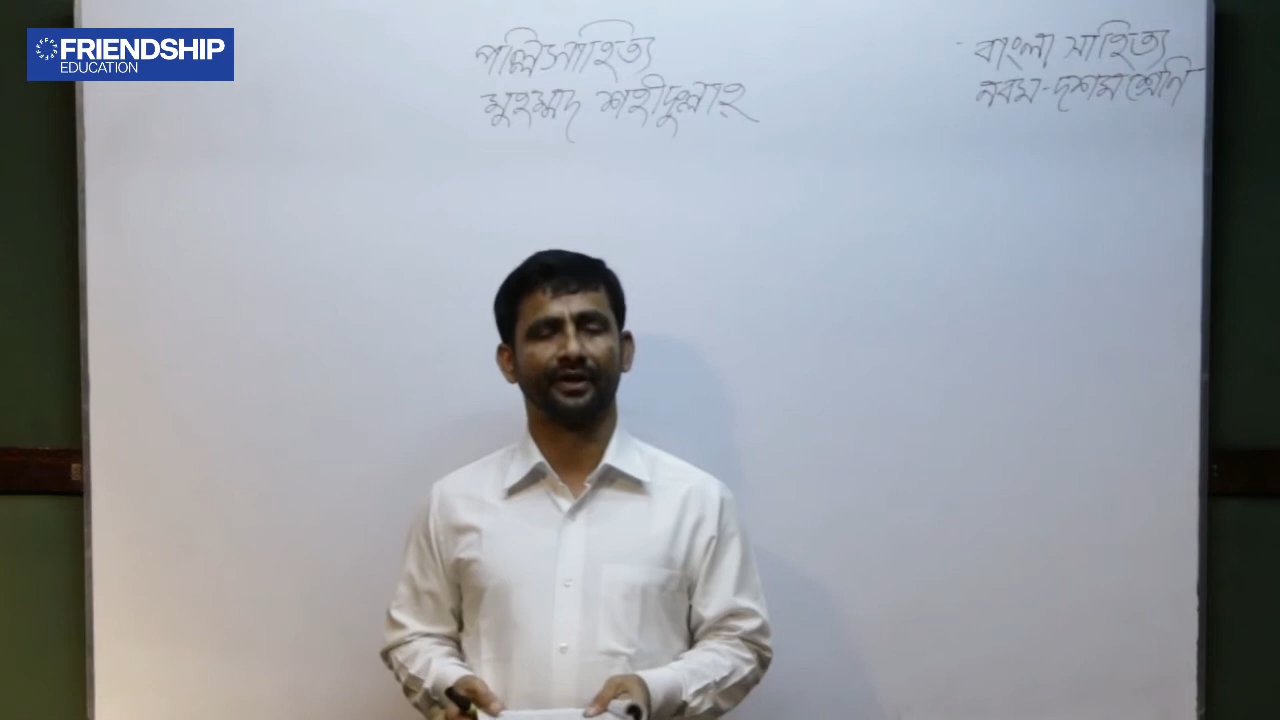 FRIENDSHIP
EDUCATION
পল্লিসাহিত্য
মুহম্মদ শহীদুল্লাহ্
বাংলা সাহিত্য
নবম-দশম শ্রেণি